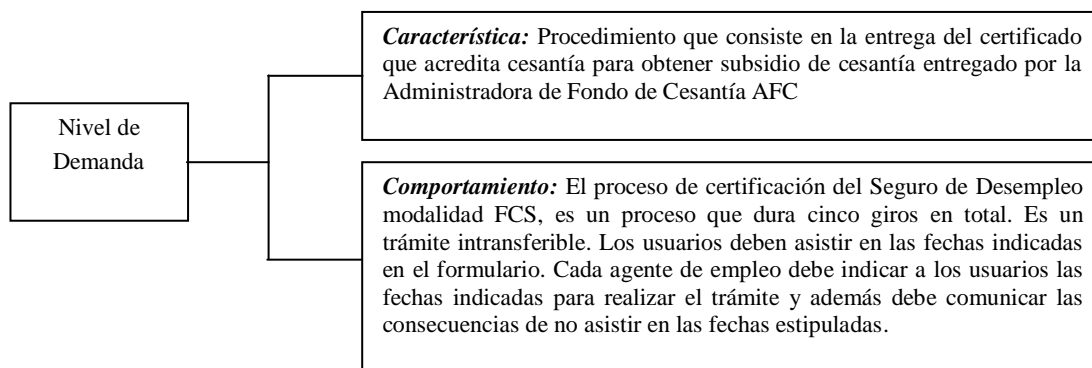 Nivel de
Demanda
Característica: Procedimiento que consiste en la entrega del certificado
que acredita cesantía para obtener subsidio de cesantía entregado por la
Administradora de Fondo de Cesantía AFC
Comportamiento: El proceso de certificación del Seguro de Desempleo
modalidad FCS, es un proceso que dura cinco giros en total. Es un
trámite intransferible. Los usuarios deben asistir en las fechas indicadas
en el formulario. Cada agente de empleo debe indicar a los usuarios las
fechas indicadas para realizar el trámite y además debe comunicar las
consecuencias de no asistir en las fechas estipuladas.